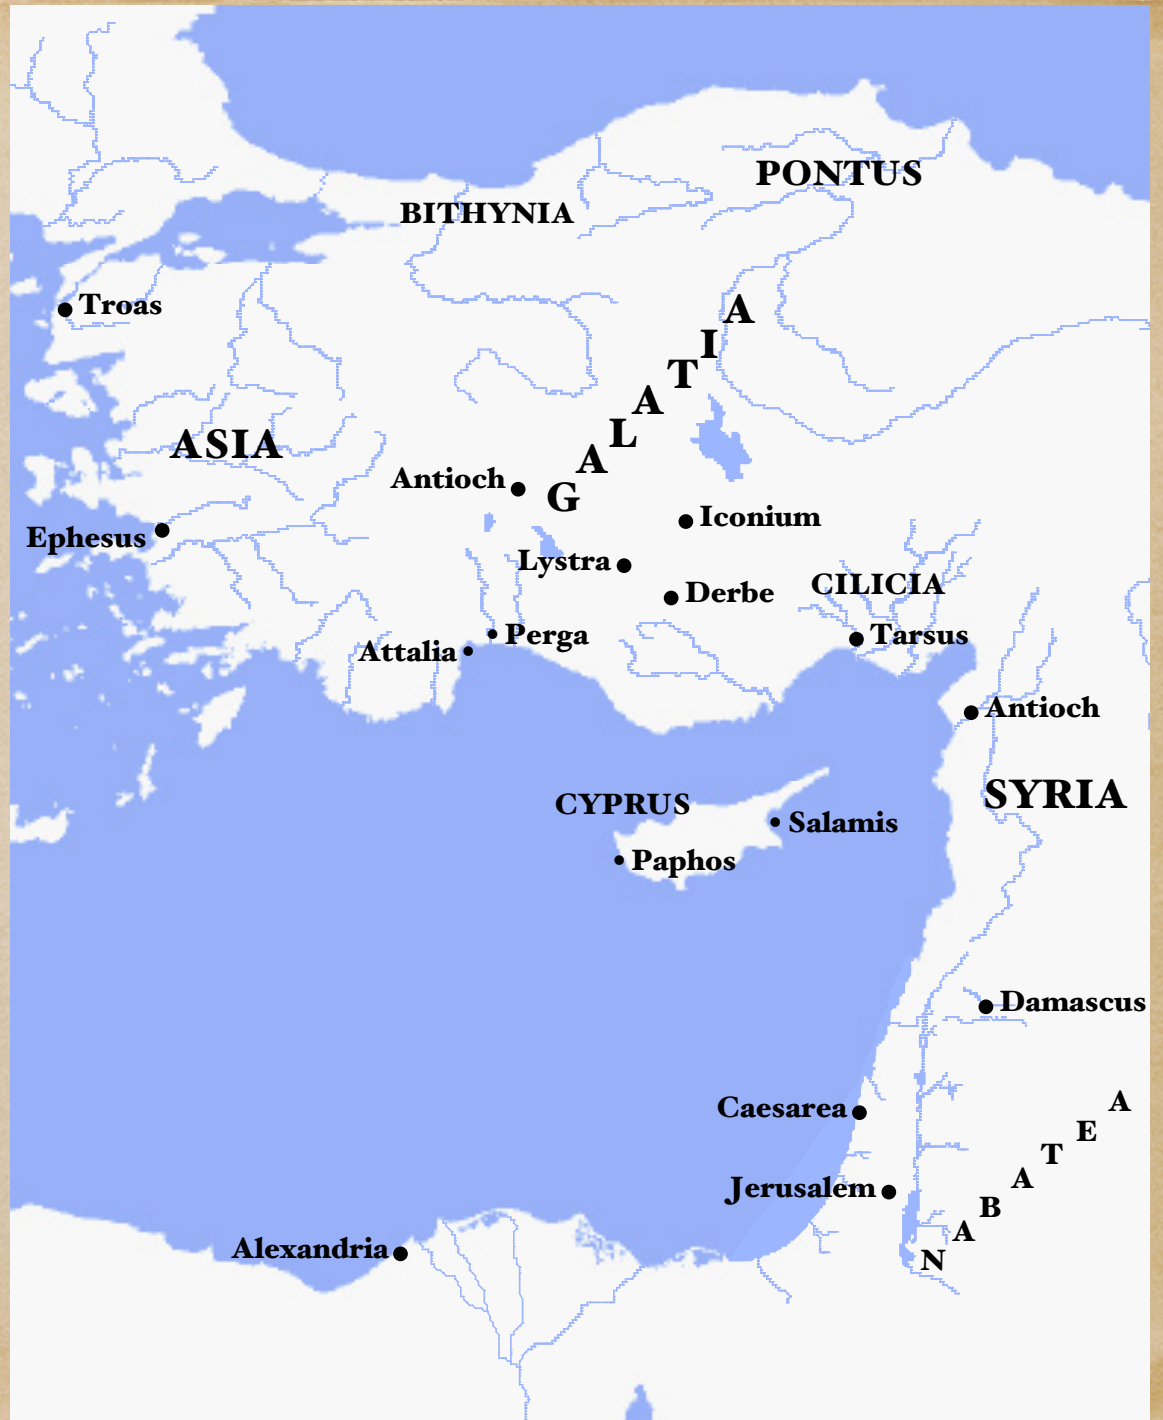 PONTUS
BITHYNIA
Troas
GALATIA
ASIA
Antioch
Iconium
Ephesus
Lystra
CILICIA
Derbe
Perga
Tarsus
Attalia
Antioch
SYRIA
CYPRUS
Salamis
Paphos
Damascus
Caesarea
NABATEA
Jerusalem
Alexandria